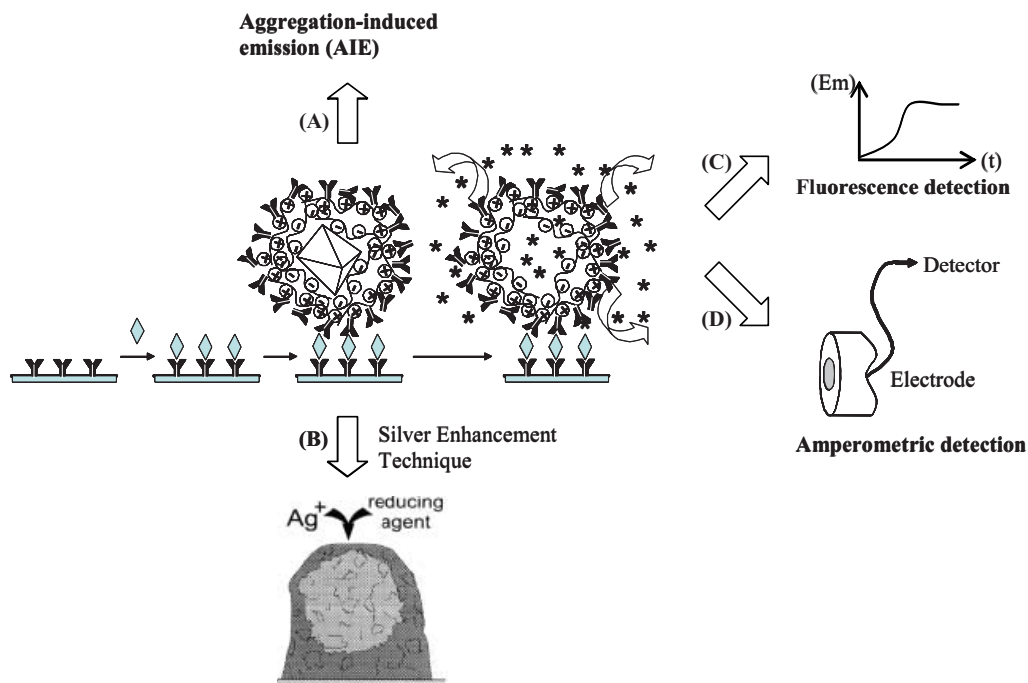 Aggregation-induced
emission (AIE)
(A)
(Em)
(t)
(C)
Fluorescence detection
(D)
Detector
Electrode
Amperometric detection
(B)
Silver Enhancement
Technique
Ag+
reducing
agent